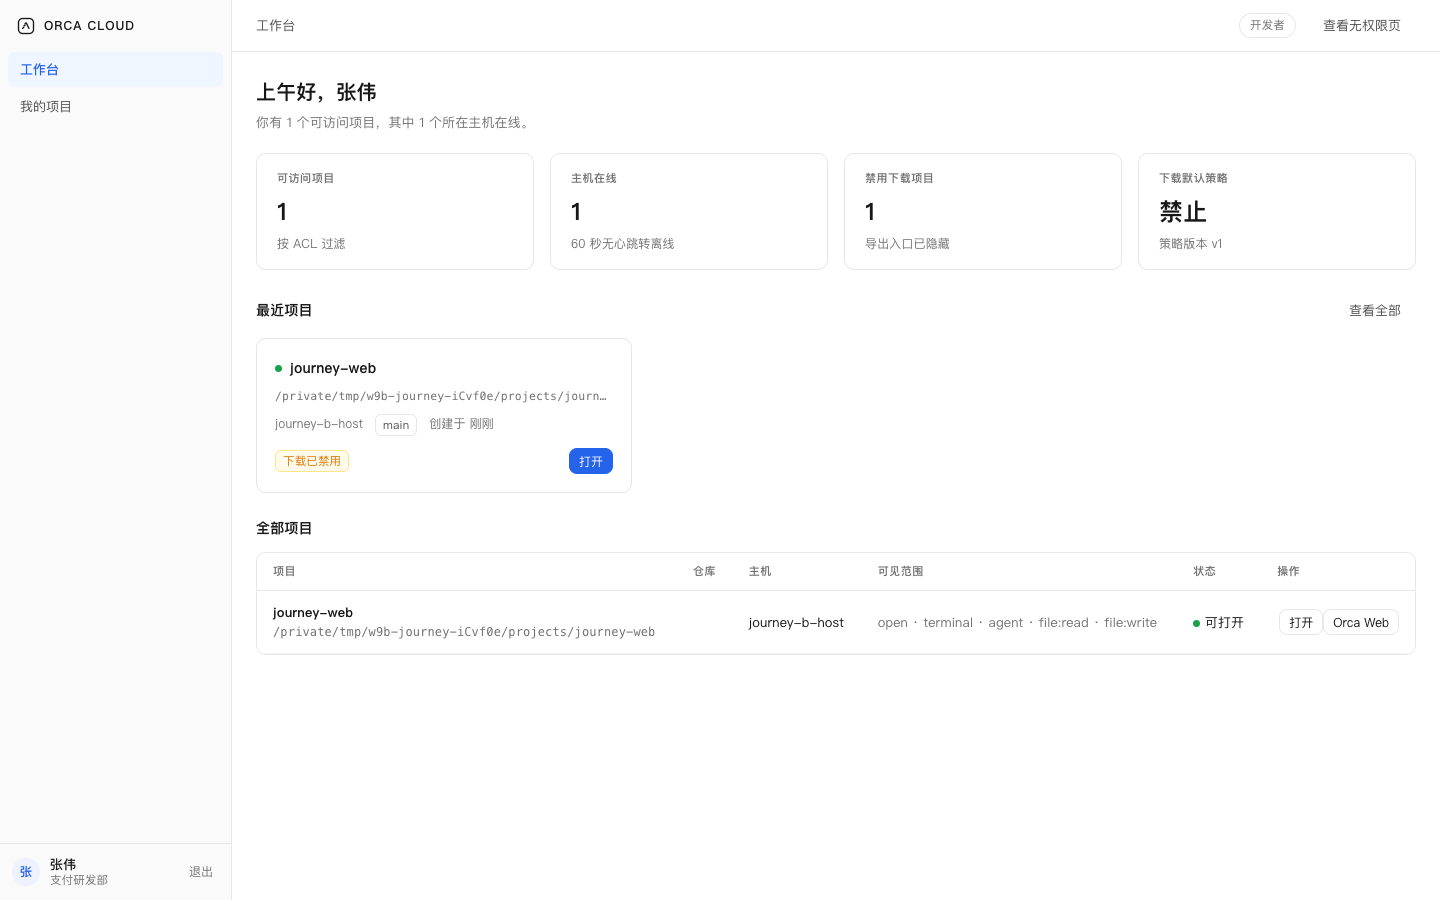 ORCA CLOUD
工作台
我的项目
工作台
开发者
查看无权限页
上午好，张伟
你有 1 个可访问项目，其中 1 个所在主机在线。
可访问项目
1
按 ACL 过滤
主机在线
1
60 秒无心跳转离线
禁用下载项目
1
导出入口已隐藏
下载默认策略
禁止
策略版本 v1
最近项目
查看全部
journey-web
/private/tmp/w9b-journey-iCvf0e/projects/journ…
journey-b-host main 创建于 刚刚
下载已禁用
打开
全部项目
项目 仓库 主机 可见范围 状态 操作
journey-web
/private/tmp/w9b-journey-iCvf0e/projects/journey-web
journey-b-host
open · terminal · agent · file:read · file:write
可打开
打开
Orca Web
张
张伟
支付研发部
退出